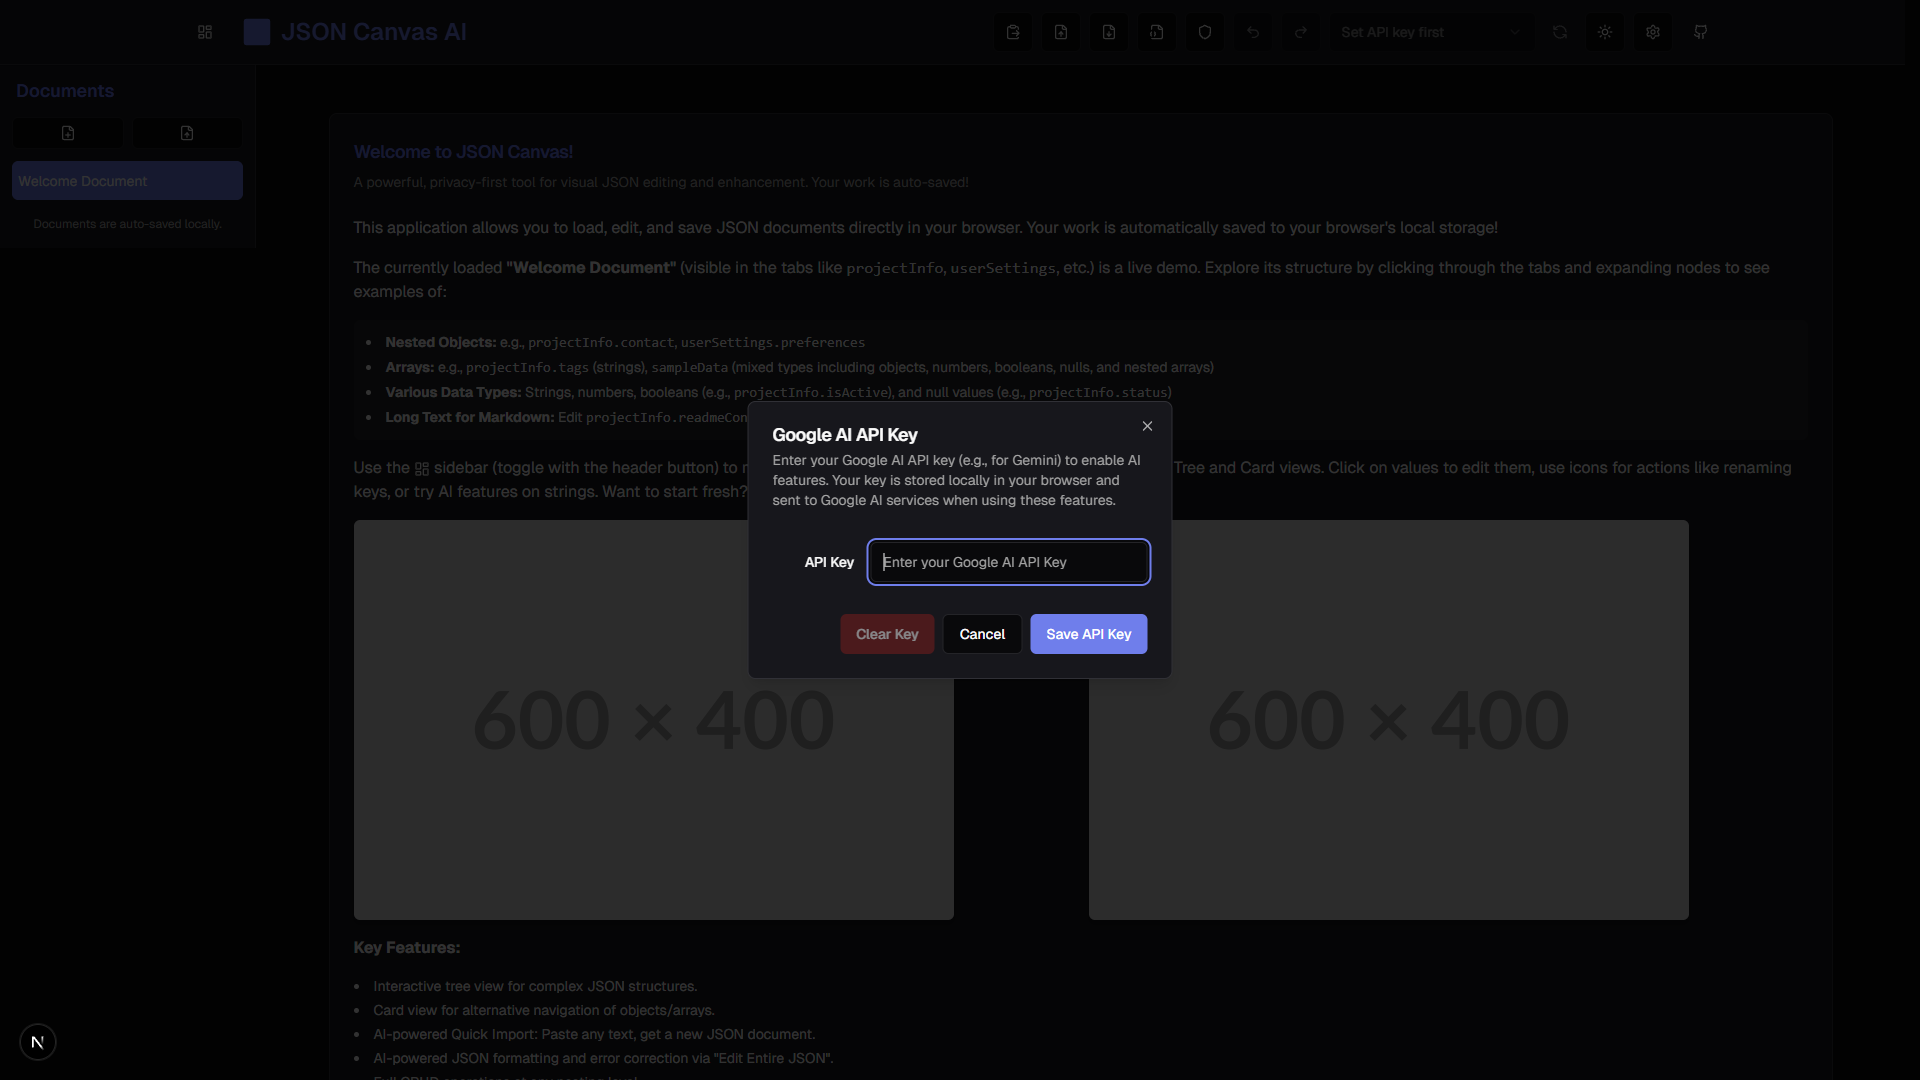 JSON Canvas AI
Set API key first
Documents
Welcome Document
Documents are auto-saved locally.
Welcome to JSON Canvas!
A powerful, privacy-first tool for visual JSON editing and enhancement. Your work is auto-saved!
This application allows you to load, edit, and save JSON documents directly in your browser. Your work is automatically saved to your browser's local storage!
The currently loaded "Welcome Document" (visible in the tabs like projectInfo, userSettings, etc.) is a live demo. Explore its structure by clicking through the tabs and expanding nodes to see
examples of:
Nested Objects: e.g., projectInfo.contact, userSettings.preferences
Arrays: e.g., projectInfo.tags (strings), sampleData (mixed types including objects, numbers, booleans, nulls, and nested arrays)
Various Data Types: Strings, numbers, booleans (e.g., projectInfo.isActive), and null values (e.g., projectInfo.status)
Long Text for Markdown: Edit projectInfo.readmeCon
Use the sidebar (toggle with the header button) to Tree and Card views. Click on values to edit them, use icons for actions like renaming
keys, or try AI features on strings. Want to start fresh?
Google AI API Key
Enter your Google AI API key (e.g., for Gemini) to enable AI
features. Your key is stored locally in your browser and
sent to Google AI services when using these features.
API Key
Enter your Google AI API Key
Clear Key
Cancel
Save API Key
600 × 400
600 × 400
Key Features:
Interactive tree view for complex JSON structures.
Card view for alternative navigation of objects/arrays.
AI-powered Quick Import: Paste any text, get a new JSON document.
AI-powered JSON formatting and error correction via "Edit Entire JSON".
N